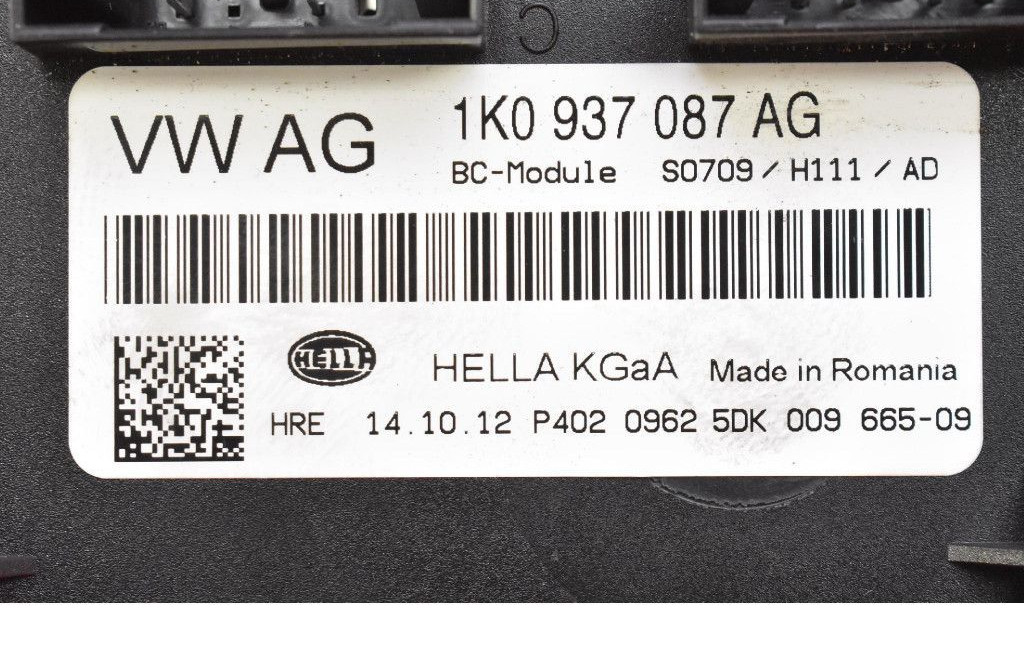 C
VW AG
1K0 937 087 AG
BC-Module S0709 / H111 / AD
HELLA
HELLA KGaA Made in Romania
HRE 14.10.12 P402 0962 5DK 009 665-09